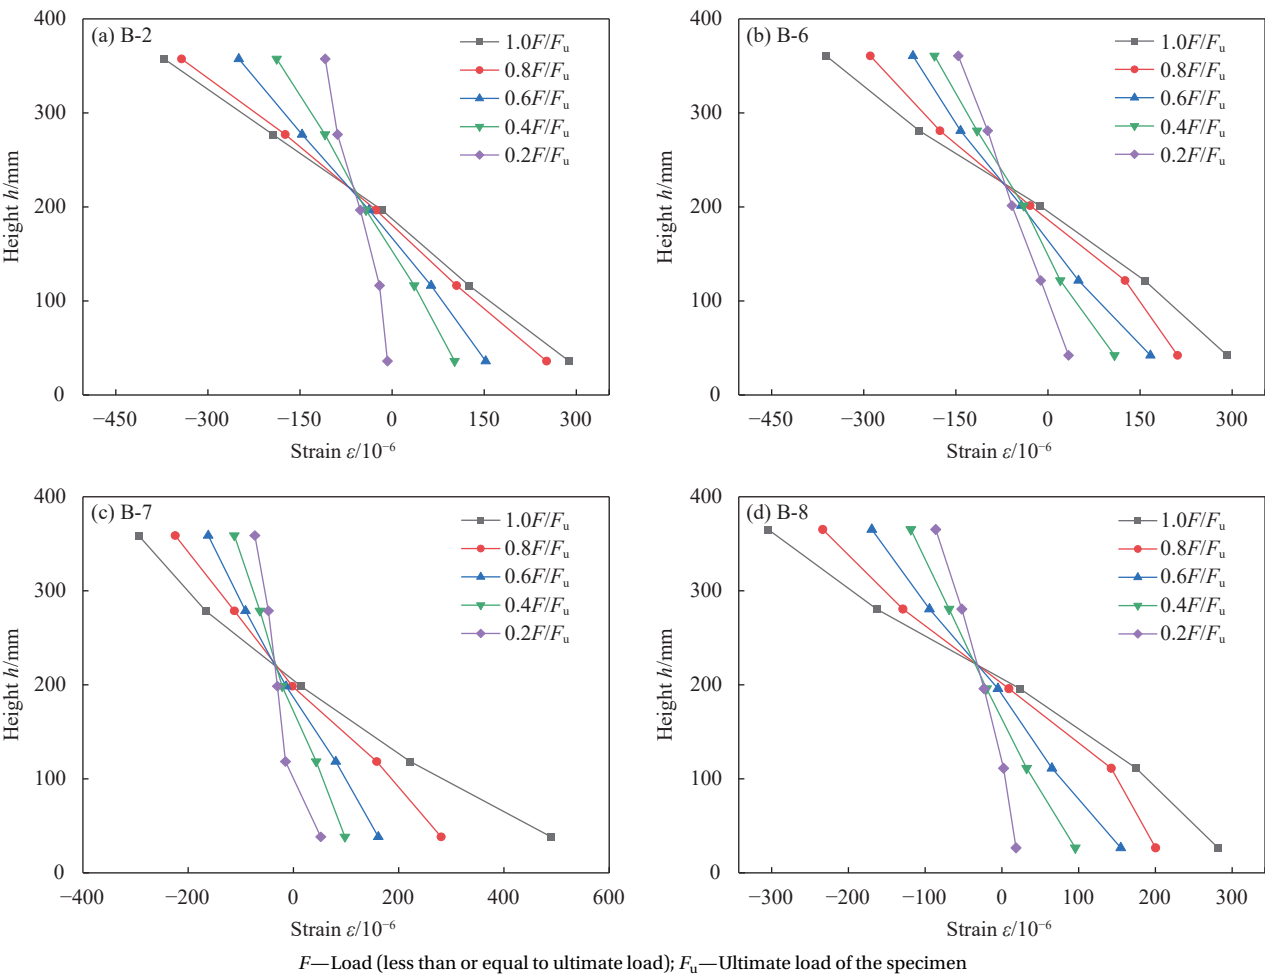 (a) B-2
1.0F/Fu
0.8F/Fu
0.6F/Fu
0.4F/Fu
0.2F/Fu
400
300
200
100
0
Height h/mm
−450 −300 −150 0 150 300
Strain ε/10−6
(b) B-6
1.0F/Fu
0.8F/Fu
0.6F/Fu
0.4F/Fu
0.2F/Fu
400
300
200
100
0
Height h/mm
−450 −300 −150 0 150 300
Strain ε/10−6
(c) B-7
1.0F/Fu
0.8F/Fu
0.6F/Fu
0.4F/Fu
0.2F/Fu
400
300
200
100
0
Height h/mm
−400 −200 0 200 400 600
Strain ε/10−6
(d) B-8
1.0F/Fu
0.8F/Fu
0.6F/Fu
0.4F/Fu
0.2F/Fu
400
300
200
100
0
Height h/mm
−300 −200 −100 0 100 200 300
Strain ε/10−6
F—Load (less than or equal to ultimate load); Fu—Ultimate load of the specimen